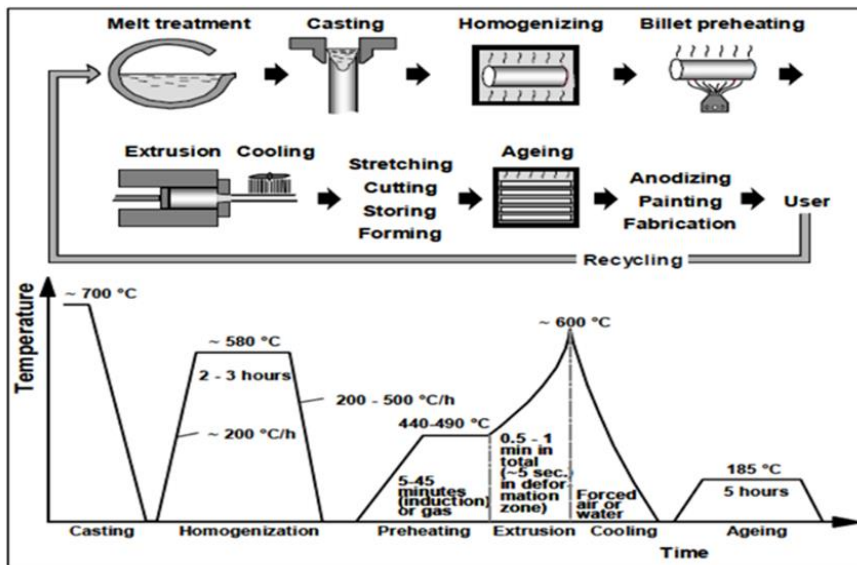 Melt treatment
Casting
Homogenizing
Billet preheating
Extrusion
Cooling
Stretching
Cutting
Storing
Forming
Ageing
Anodizing
Painting
Fabrication
User
Recycling
Temperature
~ 700 °C
~ 580 °C
2 - 3 hours
~ 200 °C/h
200 - 500 °C/h
440-490 °C
5-45
minutes
(induction)
or gas
~ 600 °C
0.5 - 1
min in
total
(~5 sec.
in defor
mation
zone)
Forced
air or
water
185 °C
5 hours
Casting
Homogenization
Preheating
Extrusion
Cooling
Ageing
Time